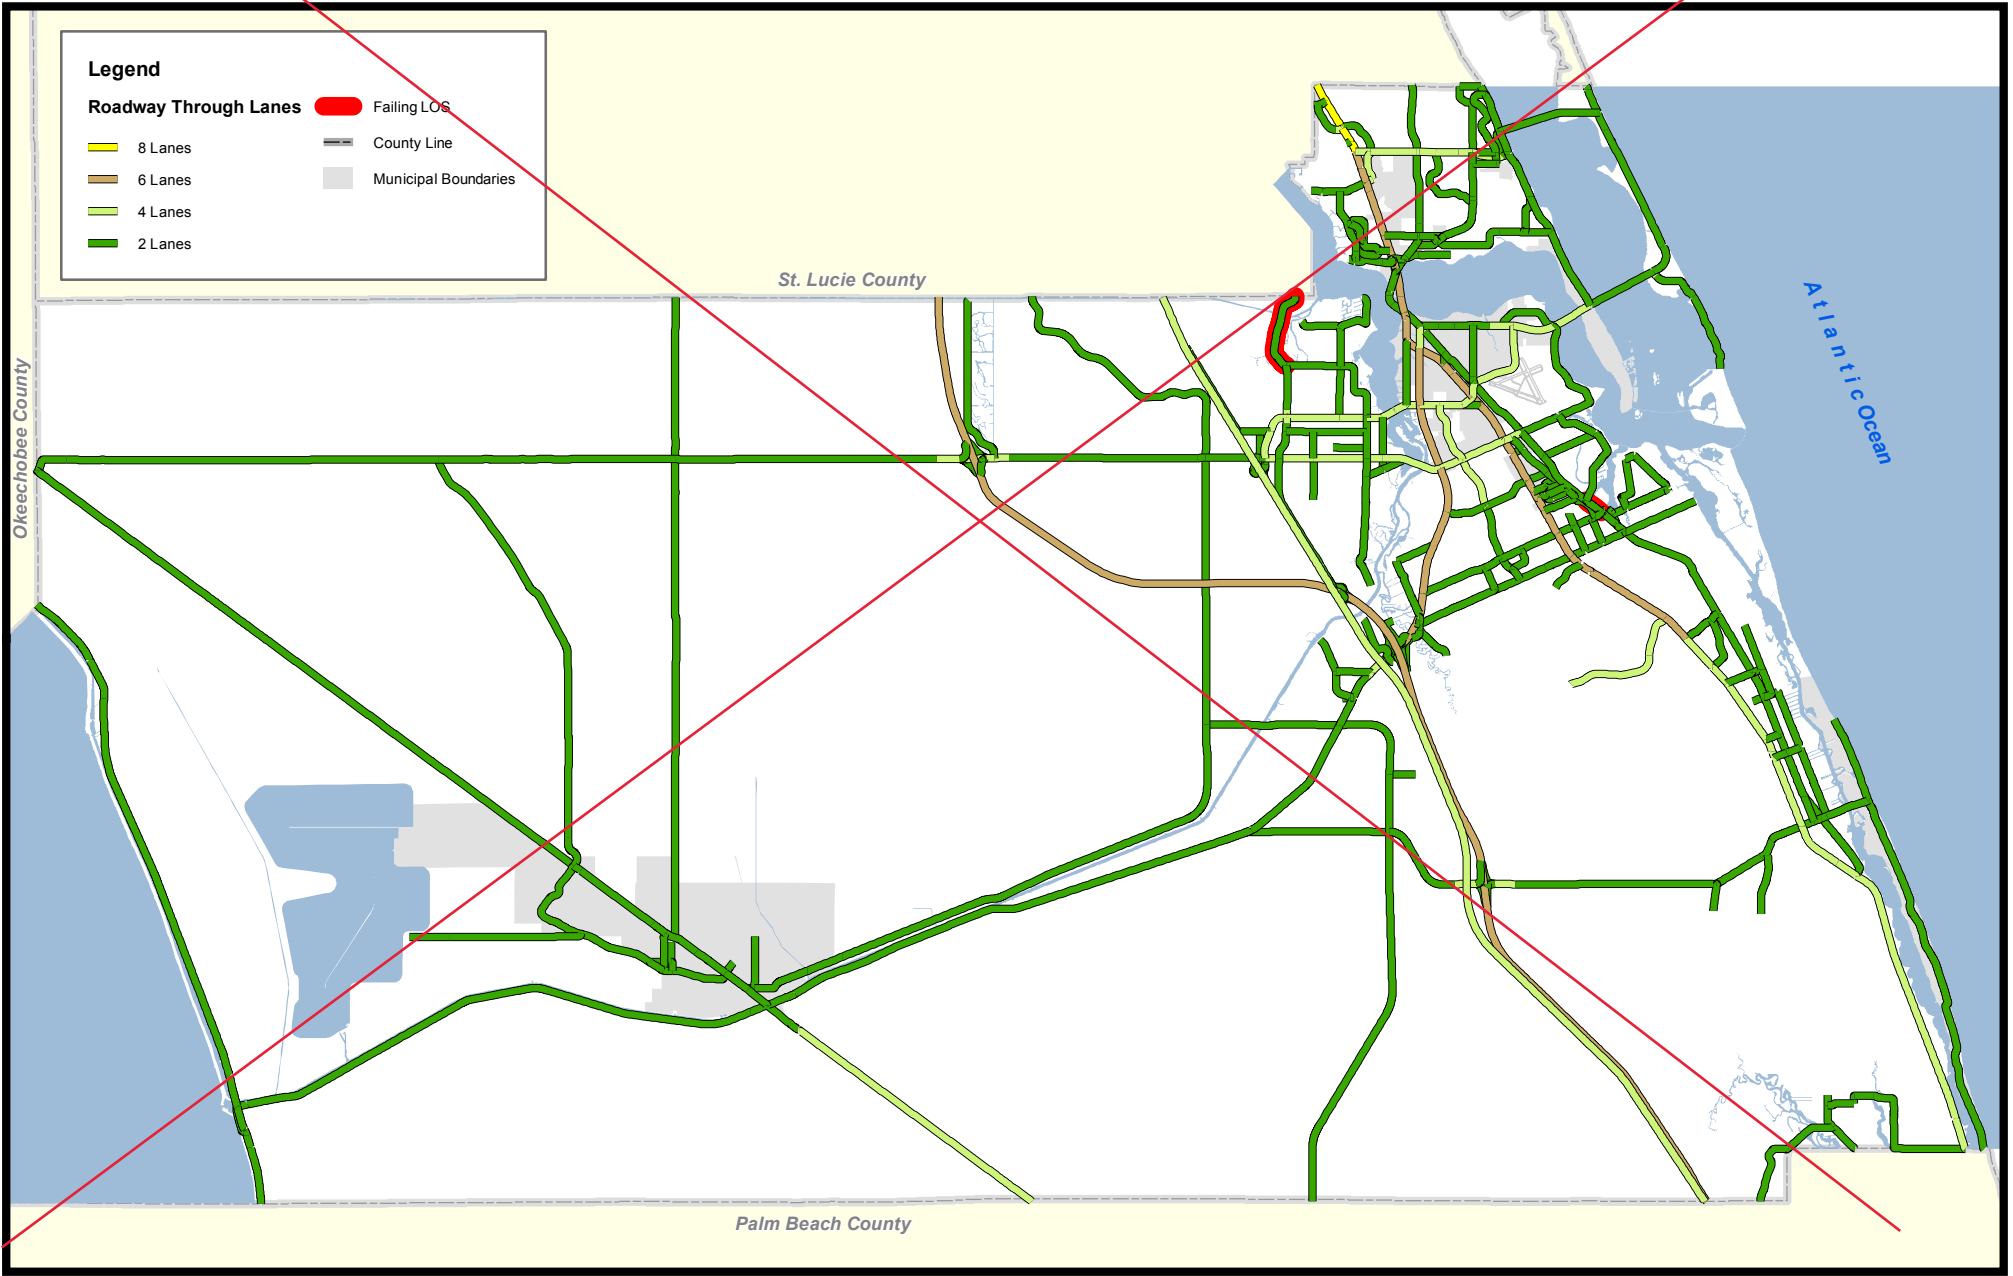 Legend
Roadway Through Lanes
8 Lanes
6 Lanes
4 Lanes
2 Lanes
Failing LOS
County Line
Municipal Boundaries
St. Lucie County
Okeechobee County
Atlantic Ocean
Palm Beach County